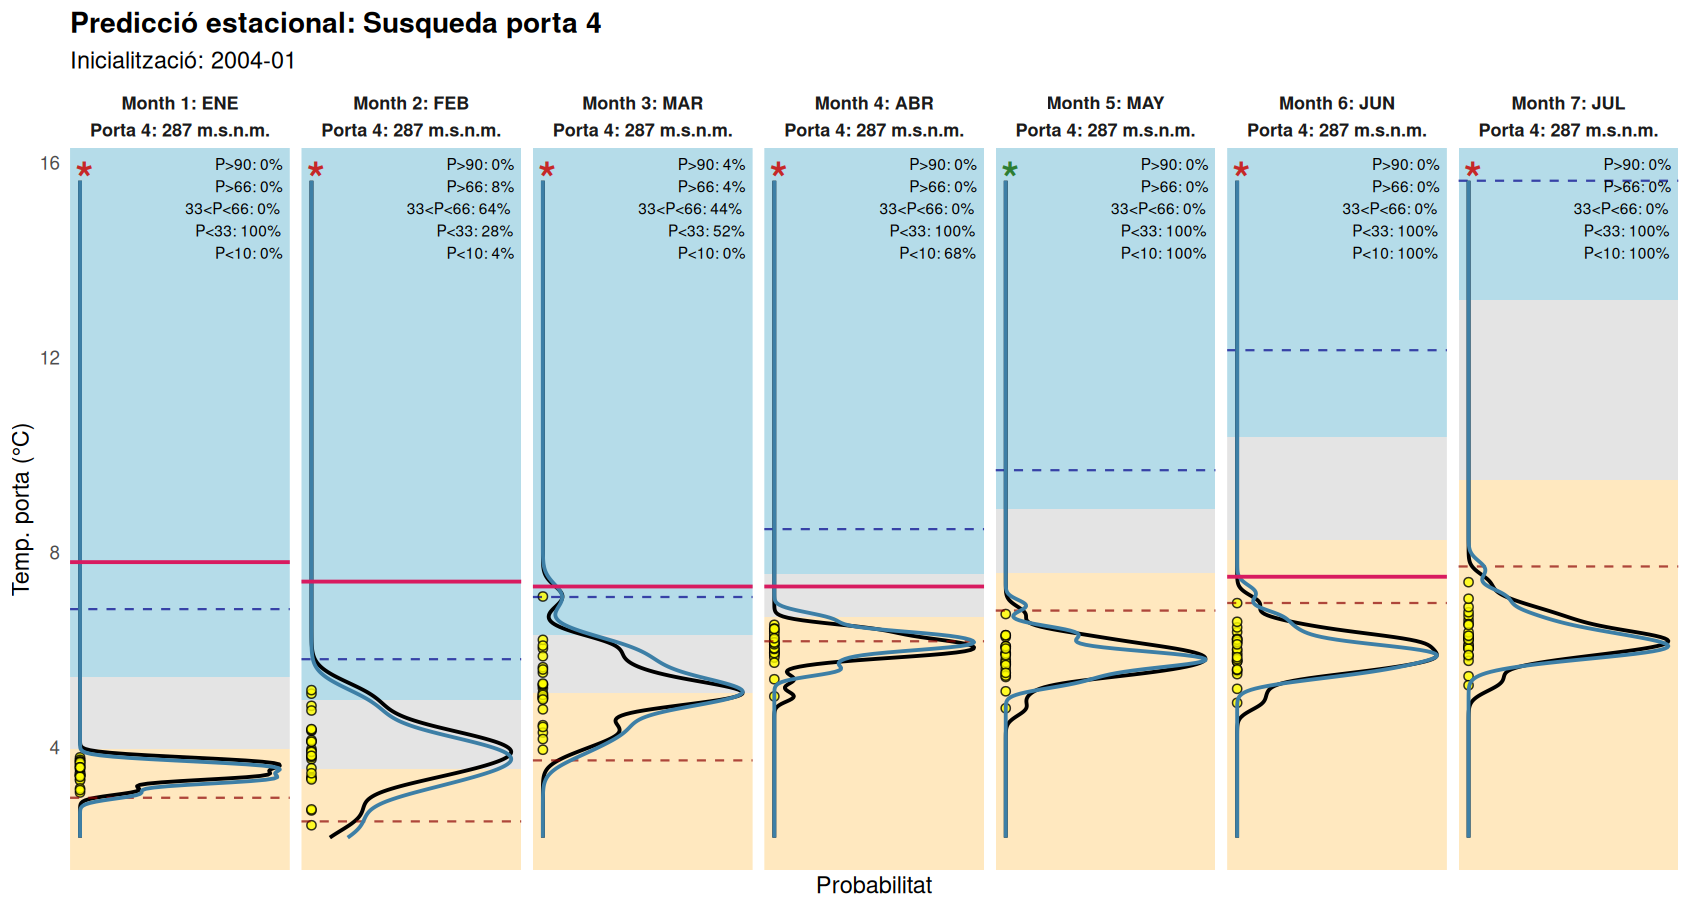 Predicció estacional: Susqueda porta 4
Inicialització: 2004-01
Month 1: ENE
Porta 4: 287 m.s.n.m.
P>90: 0%
P>66: 0%
33<P<66: 0%
P<33: 100%
P<10: 0%
Month 2: FEB
Porta 4: 287 m.s.n.m.
P>90: 0%
P>66: 8%
33<P<66: 64%
P<33: 28%
P<10: 4%
Month 3: MAR
Porta 4: 287 m.s.n.m.
P>90: 4%
P>66: 4%
33<P<66: 44%
P<33: 52%
P<10: 0%
Month 4: ABR
Porta 4: 287 m.s.n.m.
P>90: 0%
P>66: 0%
33<P<66: 0%
P<33: 100%
P<10: 68%
Month 5: MAY
Porta 4: 287 m.s.n.m.
P>90: 0%
P>66: 0%
33<P<66: 0%
P<33: 100%
P<10: 100%
Month 6: JUN
Porta 4: 287 m.s.n.m.
P>90: 0%
P>66: 0%
33<P<66: 0%
P<33: 100%
P<10: 100%
Month 7: JUL
Porta 4: 287 m.s.n.m.
P>90: 0%
P>66: 0%
33<P<66: 0%
P<33: 100%
P<10: 100%
16
12
8
4
Temp. porta (°C)
Probabilitat